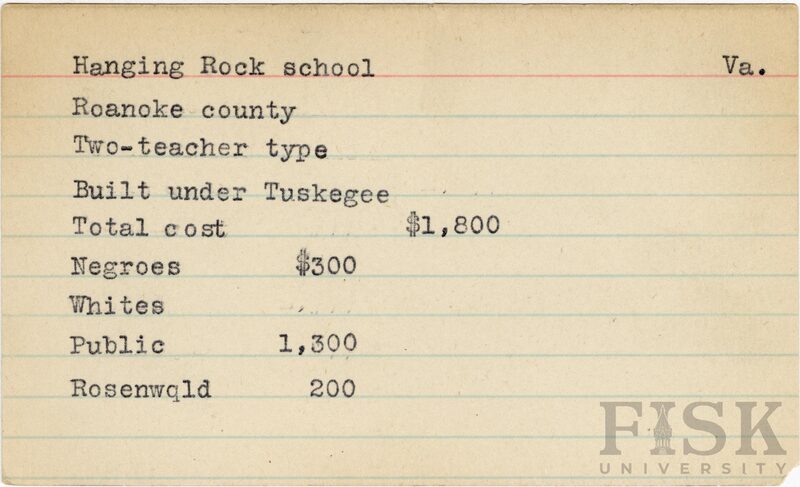 Hanging Rock school Va.
Roanoke county
Two-teacher type
Built under Tuskegee
Total cost $1,800
Negroes $300
Whites
Public 1,300
Rosenwqld 200
FISK
UNIVERSITY